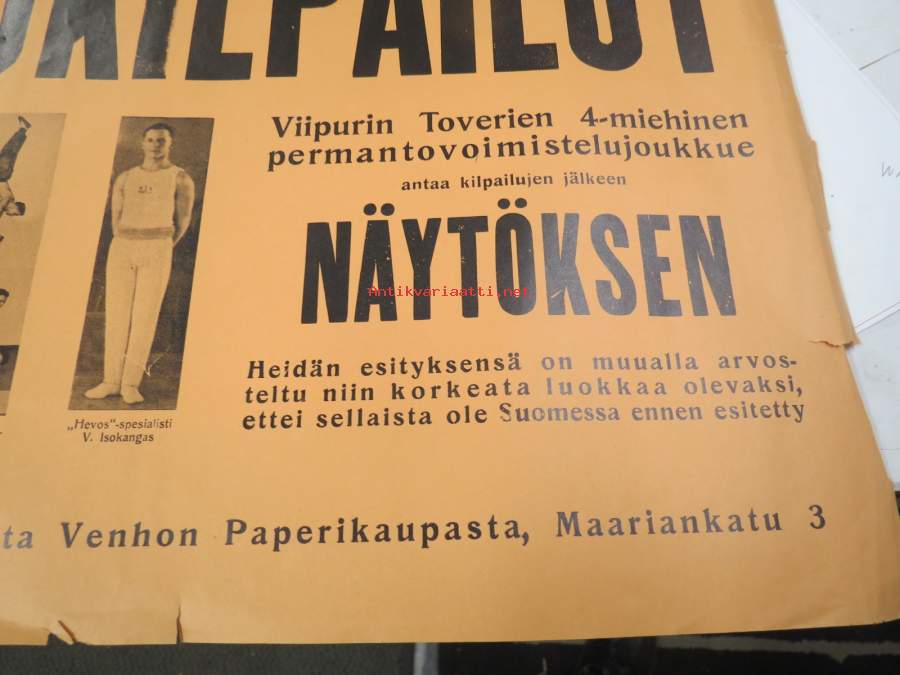 KILPAILUT
Viipurin Toverien 4-miehinen
permantovoimistelujoukkue
antaa kilpailujen jälkeen
NÄYTÖKSEN
Antikvariaatti.net
Heidän esityksensä on muualla arvos-
teltu niin korkeata luokkaa olevaksi,
ettei sellaista ole Suomessa ennen esitetty
„Hevos“-spesialisti
V. Isokangas
ta Venhon Paperikaupasta, Maariankatu 3